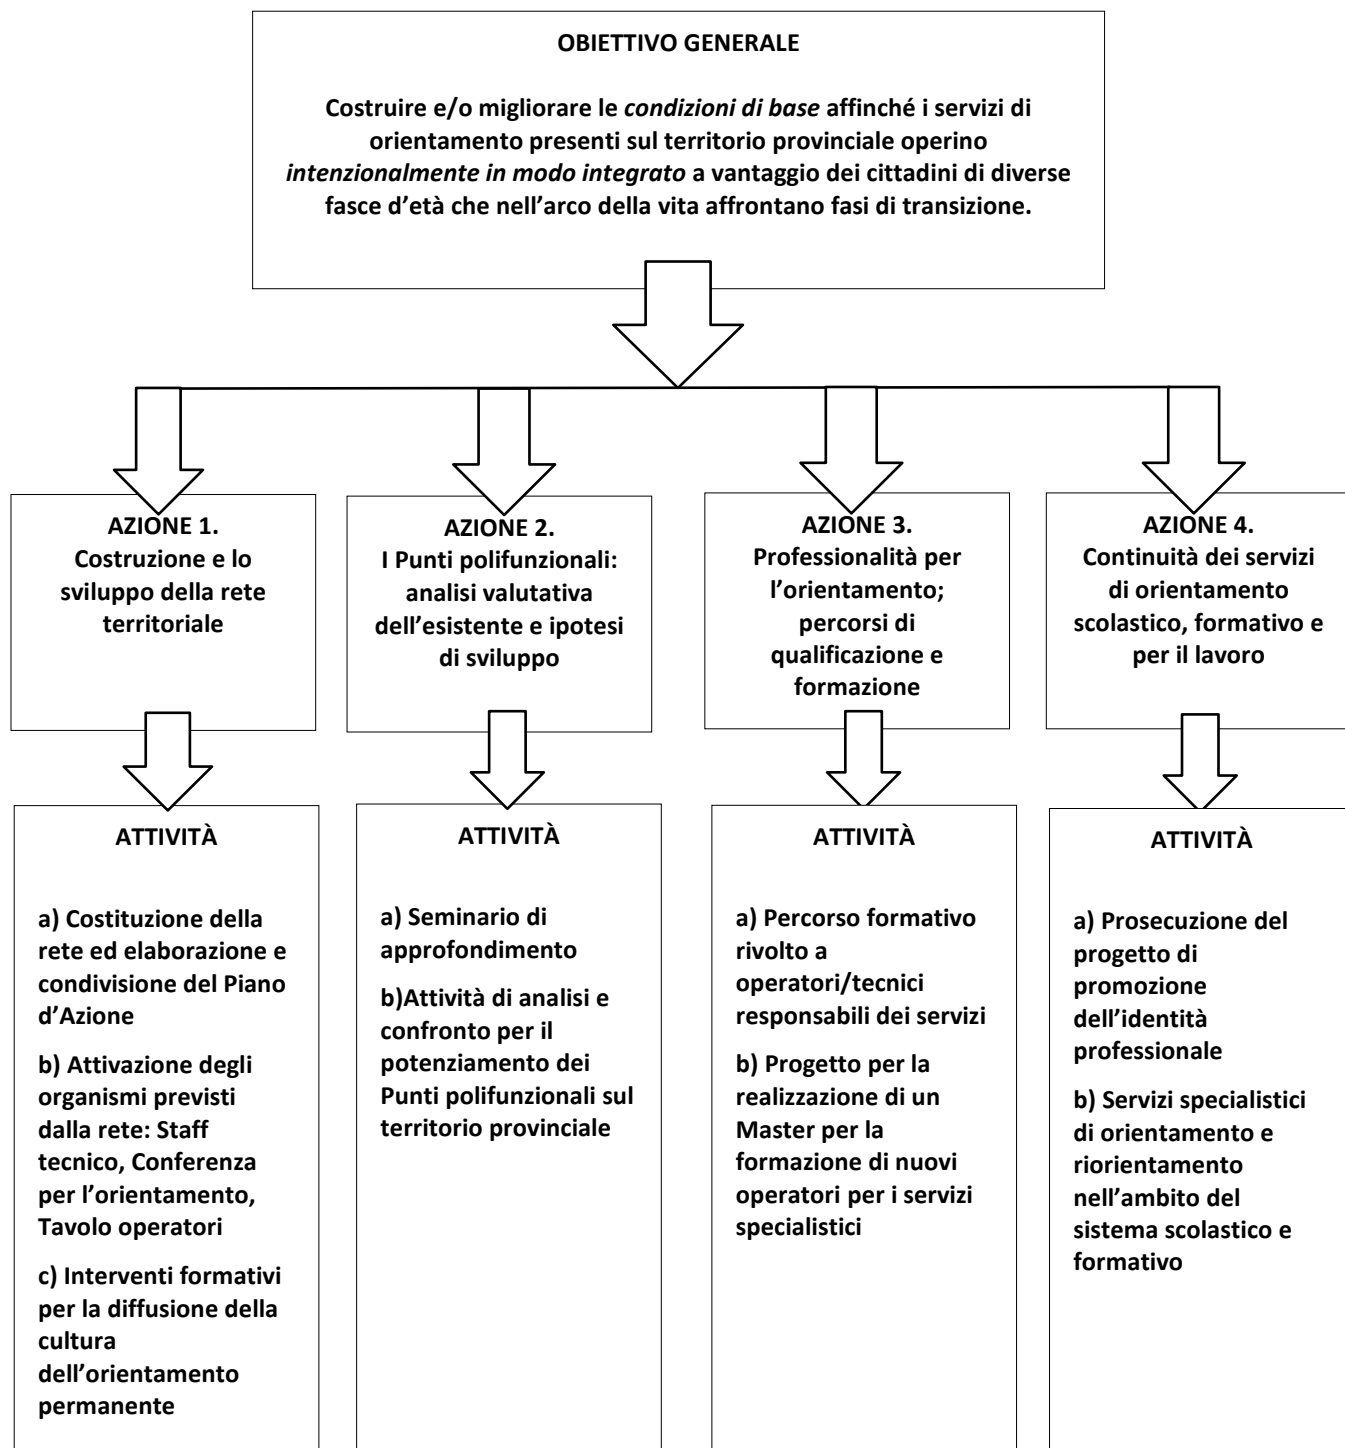 OBIETTIVO GENERALE
Costruire e/o migliorare le condizioni di base affinché i servizi di
orientamento presenti sul territorio provinciale operino
intenzionalmente in modo integrato a vantaggio dei cittadini di diverse
fasce d’età che nell’arco della vita affrontano fasi di transizione.
AZIONE 1.
Costruzione e lo
sviluppo della rete
territoriale
AZIONE 2.
I Punti polifunzionali:
analisi valutativa
dell’esistente e ipotesi
di sviluppo
AZIONE 3.
Professionalità per
l’orientamento;
percorsi di
qualificazione e
formazione
AZIONE 4.
Continuità dei servizi
di orientamento
scolastico, formativo e
per il lavoro
ATTIVITÀ
a) Costituzione della
rete ed elaborazione e
condivisione del Piano
d’Azione
b) Attivazione degli
organismi previsti
dalla rete: Staff
tecnico, Conferenza
per l’orientamento,
Tavolo operatori
c) Interventi formativi
per la diffusione della
cultura
dell’orientamento
permanente
ATTIVITÀ
a) Seminario di
approfondimento
b)Attività di analisi e
confronto per il
potenziamento dei
Punti polifunzionali sul
territorio provinciale
ATTIVITÀ
a) Percorso formativo
rivolto a
operatori/tecnici
responsabili dei servizi
b) Progetto per la
realizzazione di un
Master per la
formazione di nuovi
operatori per i servizi
specialistici
ATTIVITÀ
a) Prosecuzione del
progetto di
promozione
dell’identità
professionale
b) Servizi specialistici
di orientamento e
riorientamento
nell’ambito del
sistema scolastico e
formativo